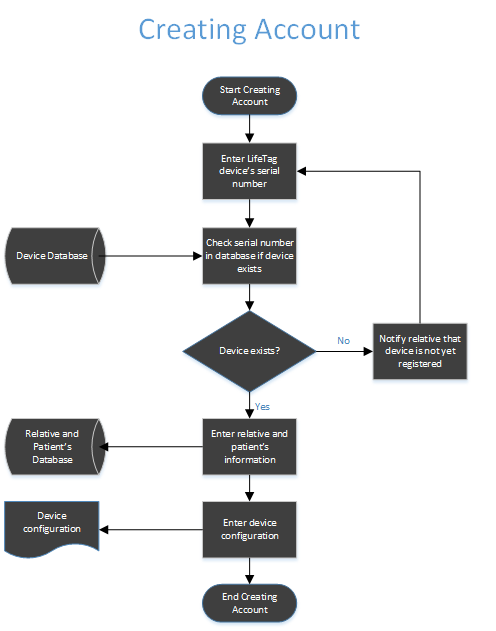 Creating Account
Start Creating
Account
Enter LifeTag
device's serial
number
Device Database
Check serial number
in database if device
exists
Device exists?
No
Notify relative that
device is not yet
registered
Yes
Relative and
Patient's
Database
Enter relative and
patient's
information
Device
configuration
Enter device
configuration
End Creating
Account